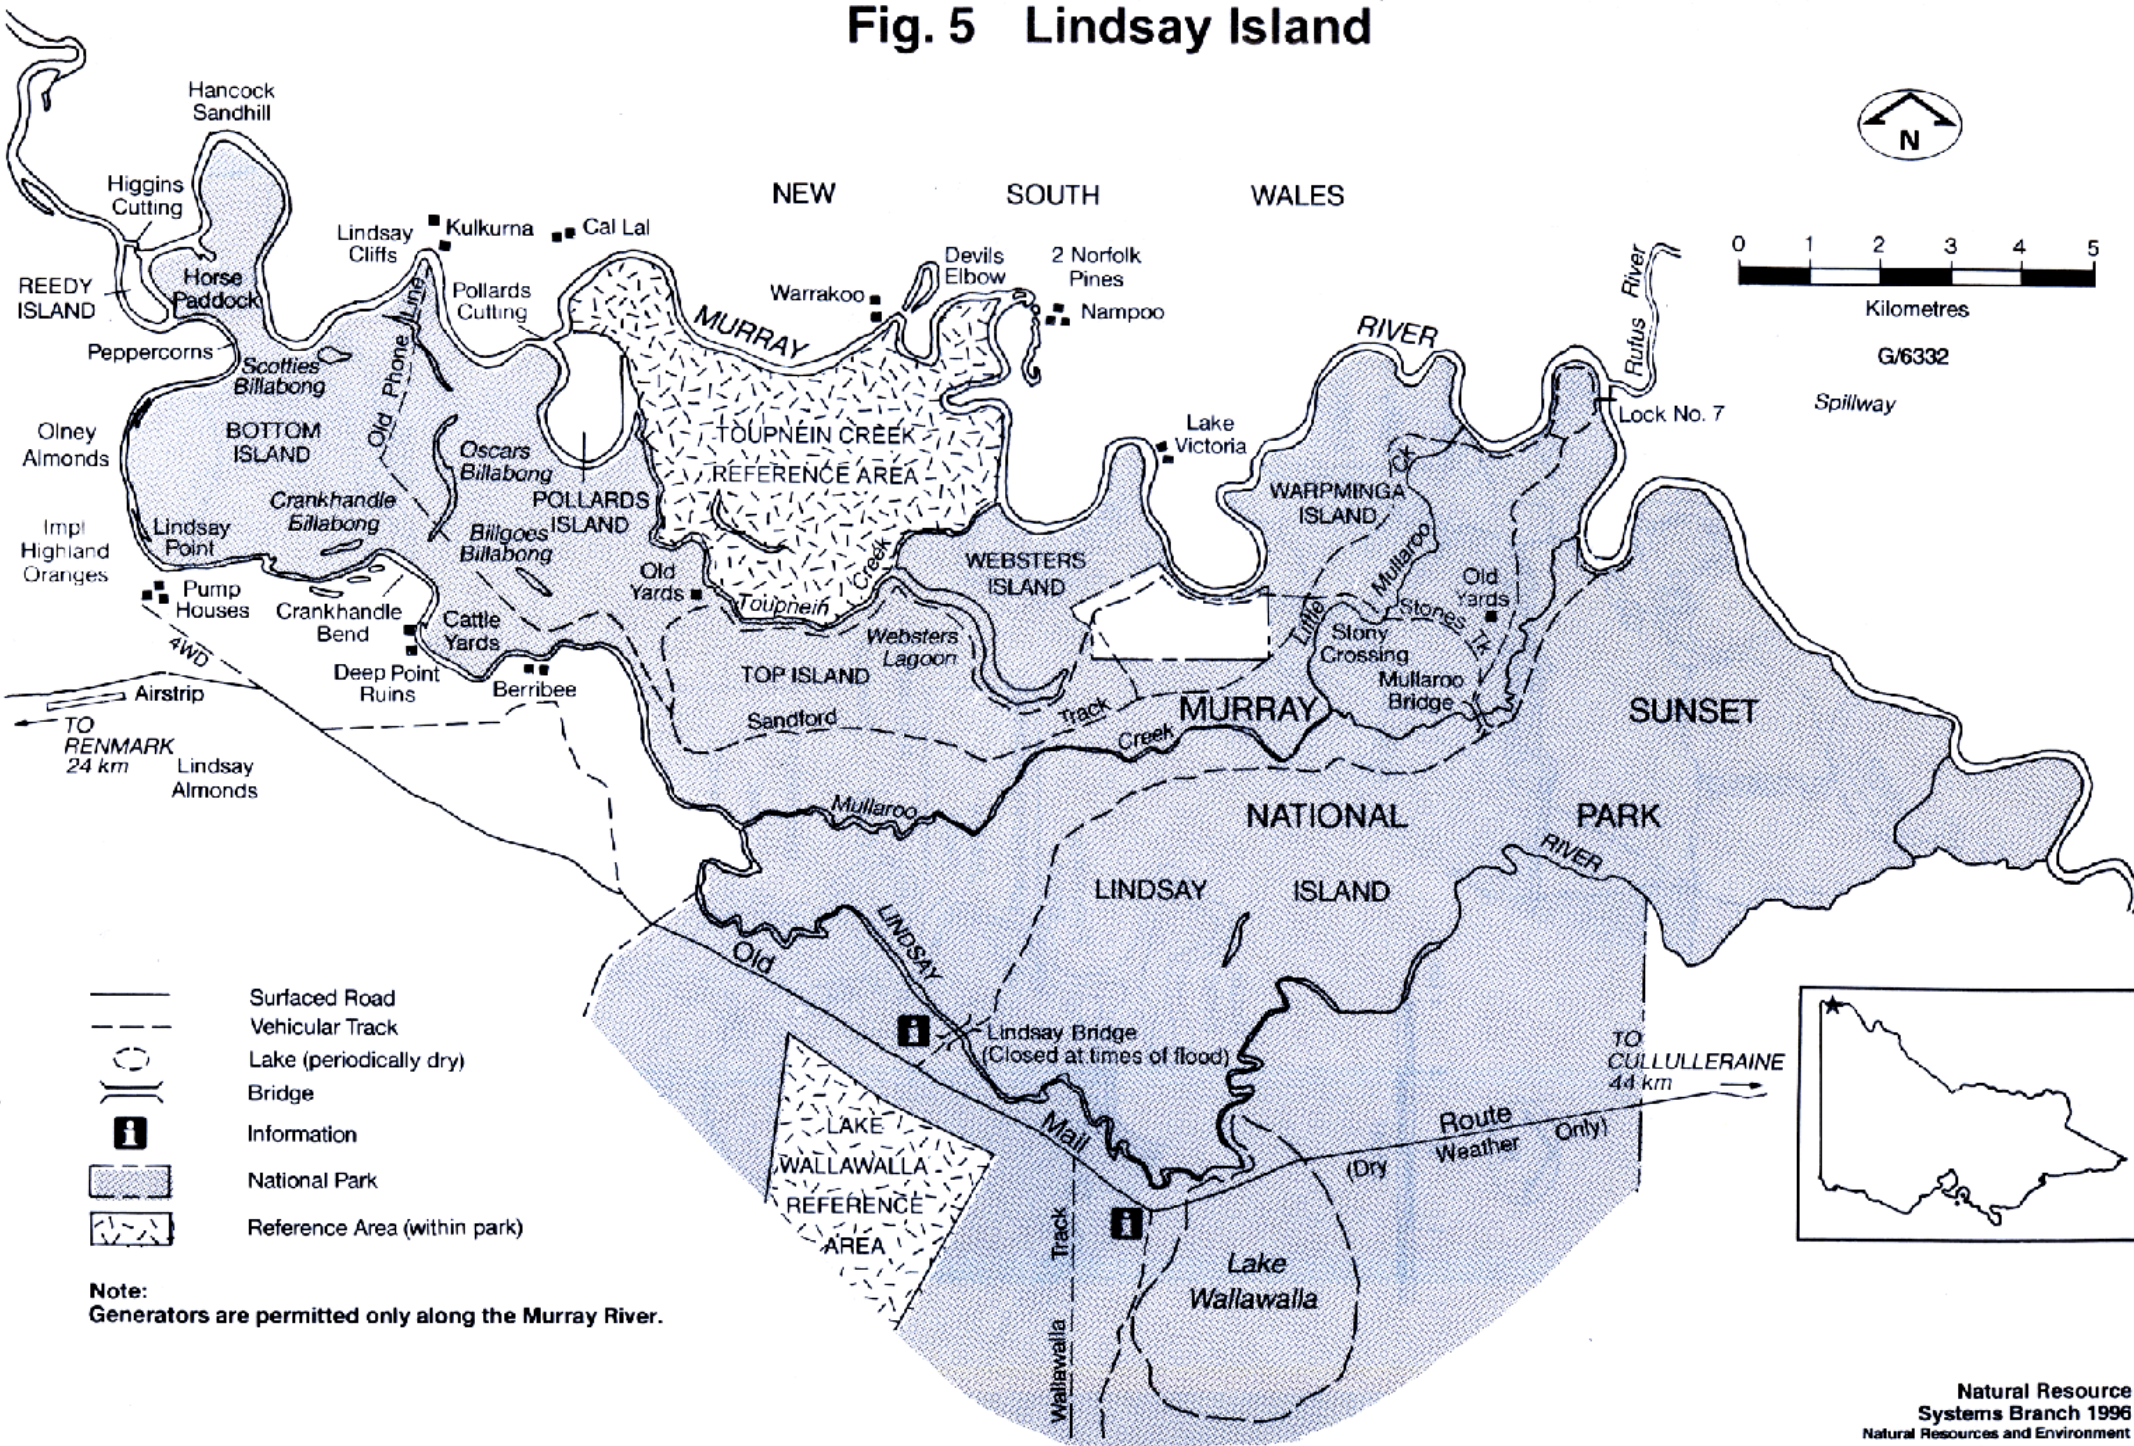 Fig. 5 Lindsay Island
Hancock
Sandhill
N
Higgins
Cutting
NEW SOUTH WALES
Lindsay
Cliffs
Kulkurna
Cal Lal
Devils
Elbow
2 Norfolk
Pines
Rufus River
0 1 2 3 4 5
Kilometres
G/6332
Spillway
REEDY
ISLAND
Horse
Paddock
Pollards
Cutting
Warrakoo
Nampoo
MURRAY
RIVER
Peppercorns
Scotties
Billabong
Old Phone Line
Lock No. 7
Olney
Almonds
BOTTOM
ISLAND
Oscars
Billabong
TOUPNEIN CREEK
REFERENCE AREA
Lake
Victoria
Crankhandle
Billabong
POLLARDS
ISLAND
WARPMINGA
ISLAND
Ck
Impl
Highland
Oranges
Lindsay
Point
Billgoes
Billabong
Creek
WEBSTERS
ISLAND
Mullaroo
Old
Yards
Old
Yards
Pump
Houses
Crankhandle
Bend
Toupnein
Little
Stones Tk
4WD
Cattle
Yards
Websters
Lagoon
Stony
Crossing
Deep Point
Ruins
Berribee
TOP ISLAND
Mullaroo
Bridge
Airstrip
Sandford
Track
MURRAY
SUNSET
TO
RENMARK
24 km
Creek
Lindsay
Almonds
Mullaroo
NATIONAL
PARK
RIVER
LINDSAY ISLAND
LINDSAY
Old
Surfaced Road
Vehicular Track
Lake (periodically dry)
Bridge
i
Information
National Park
Reference Area (within park)
i
Lindsay Bridge
(Closed at times of flood)
TO
CULLULLERAINE
44 km
Mail
Route
(Dry Weather Only)
LAKE
WALLAWALLA
REFERENCE
AREA
i
Track
Wallawalla
Lake
Wallawalla
Note:
Generators are permitted only along the Murray River.
Natural Resource
Systems Branch 1996
Natural Resources and Environment